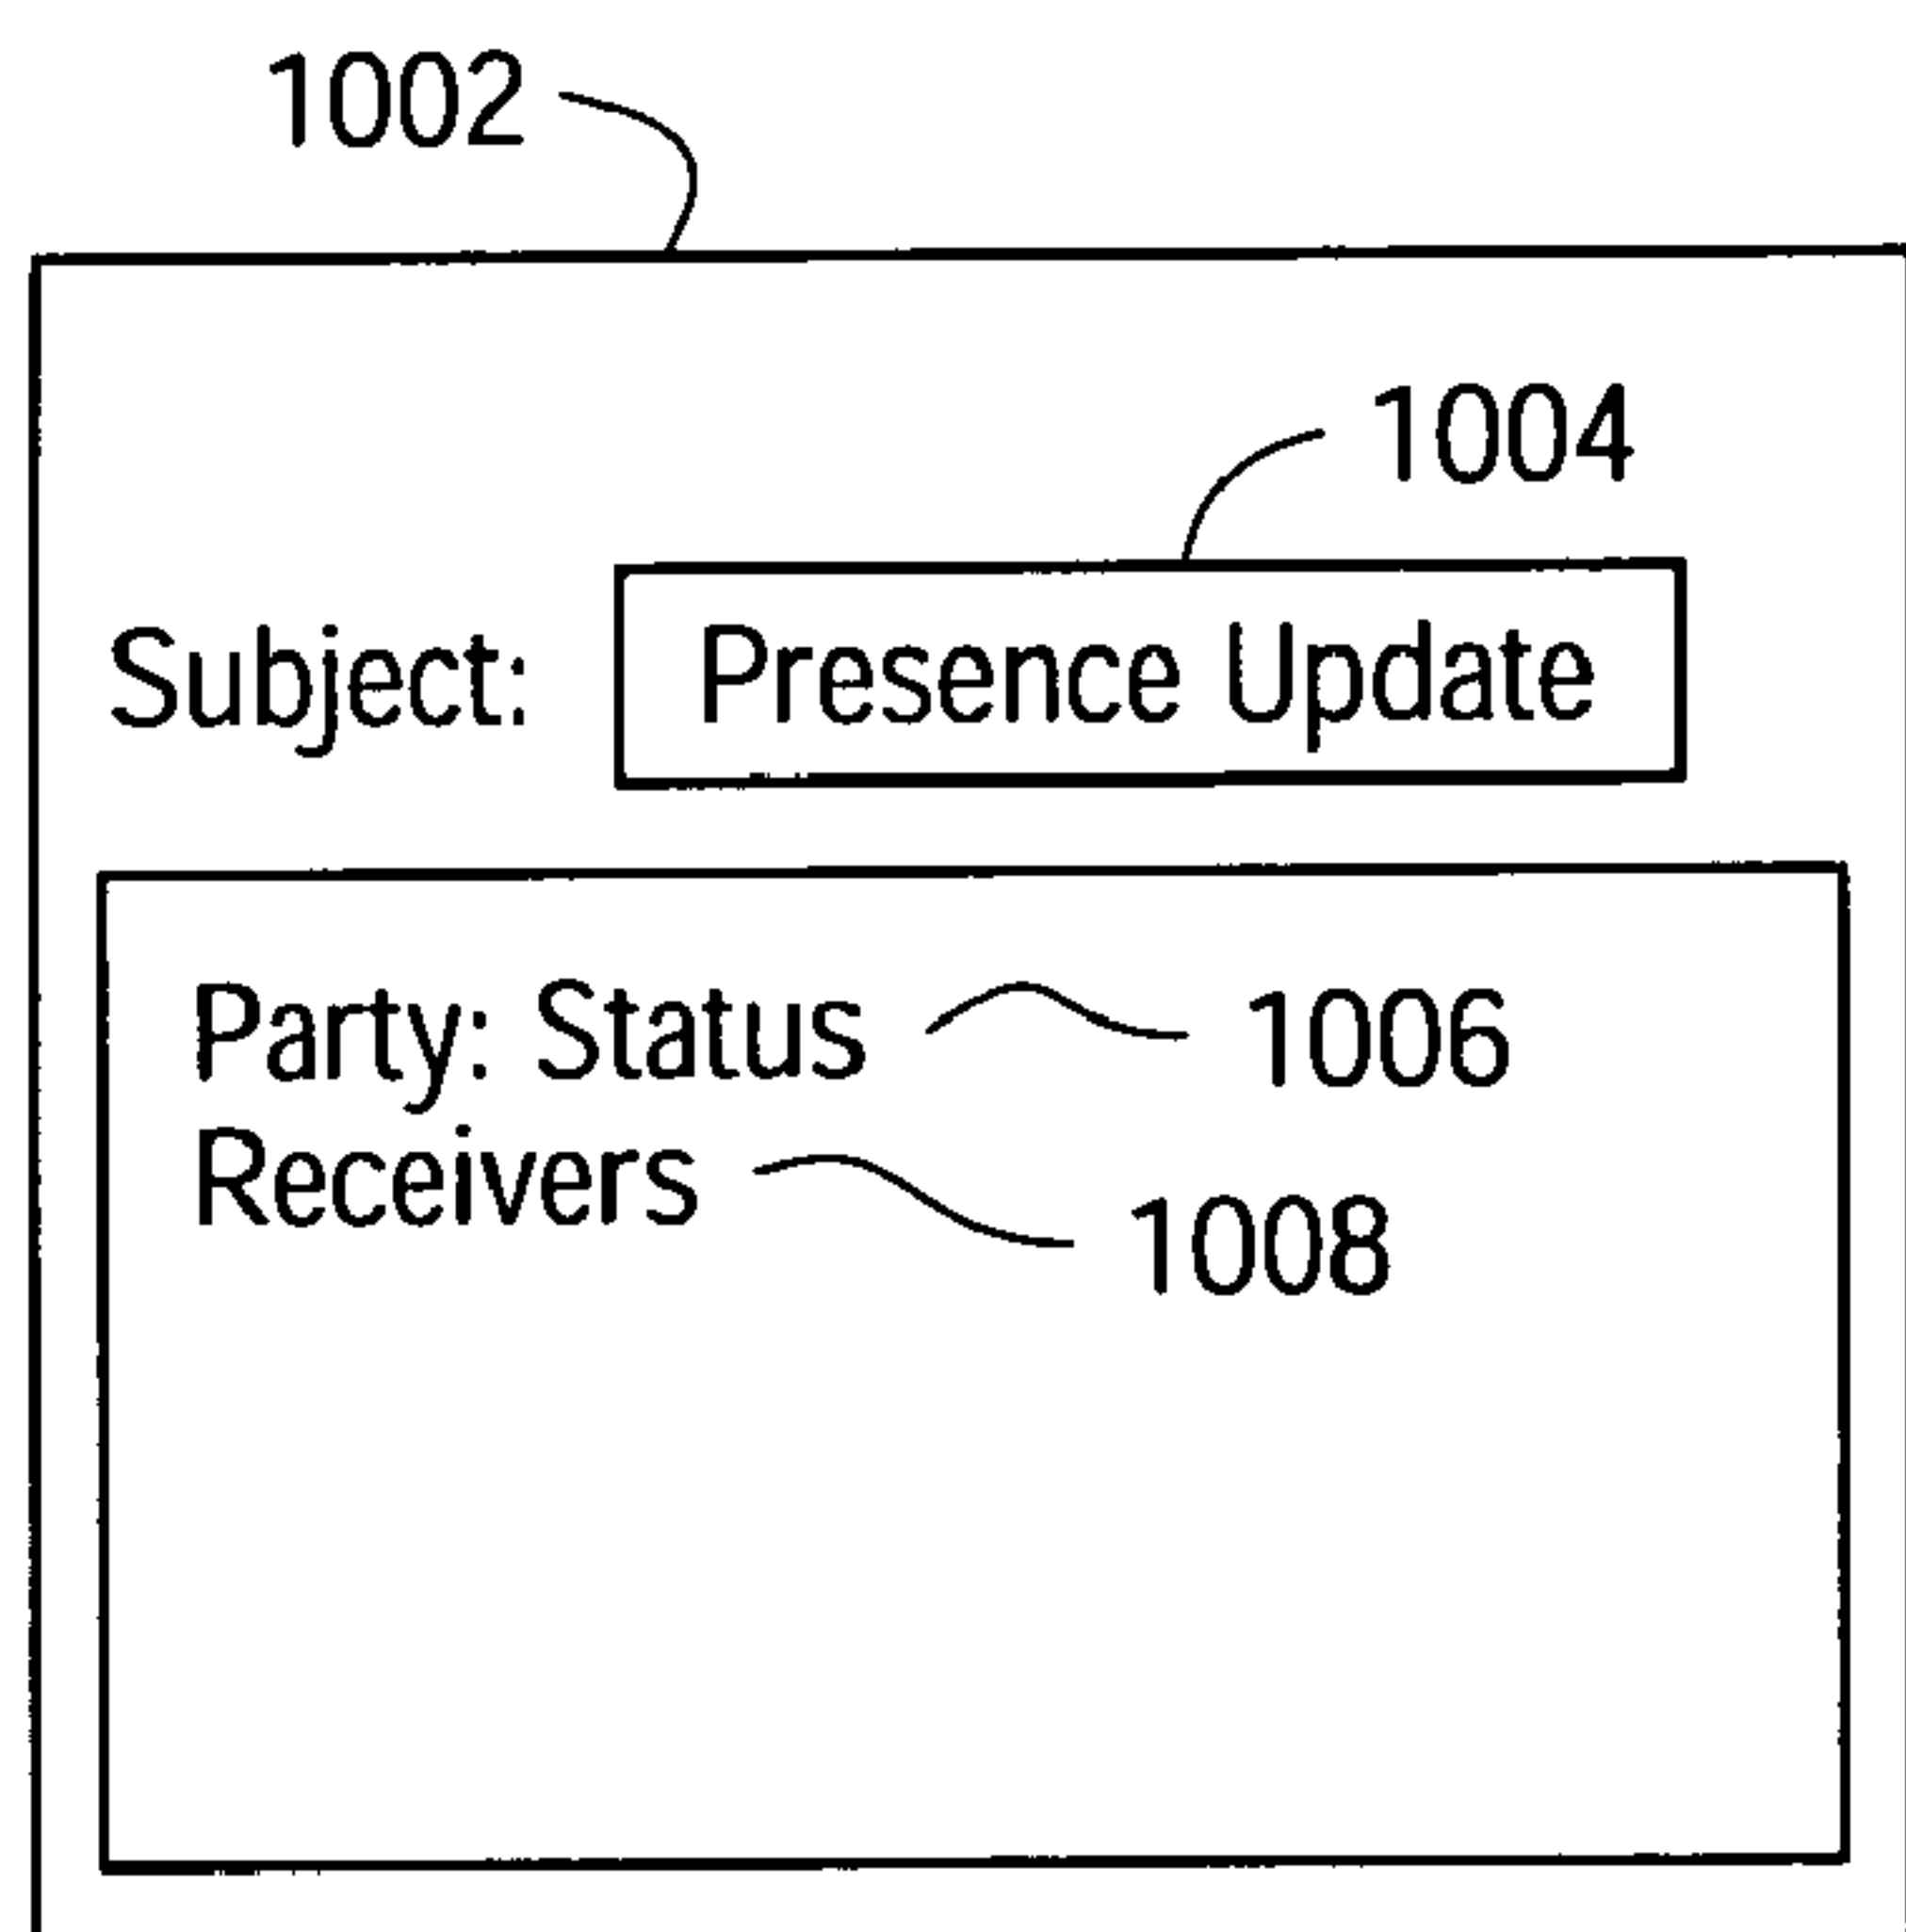 1002
1004
Subject: Presence Update
Party: Status 1006
Receivers 1008